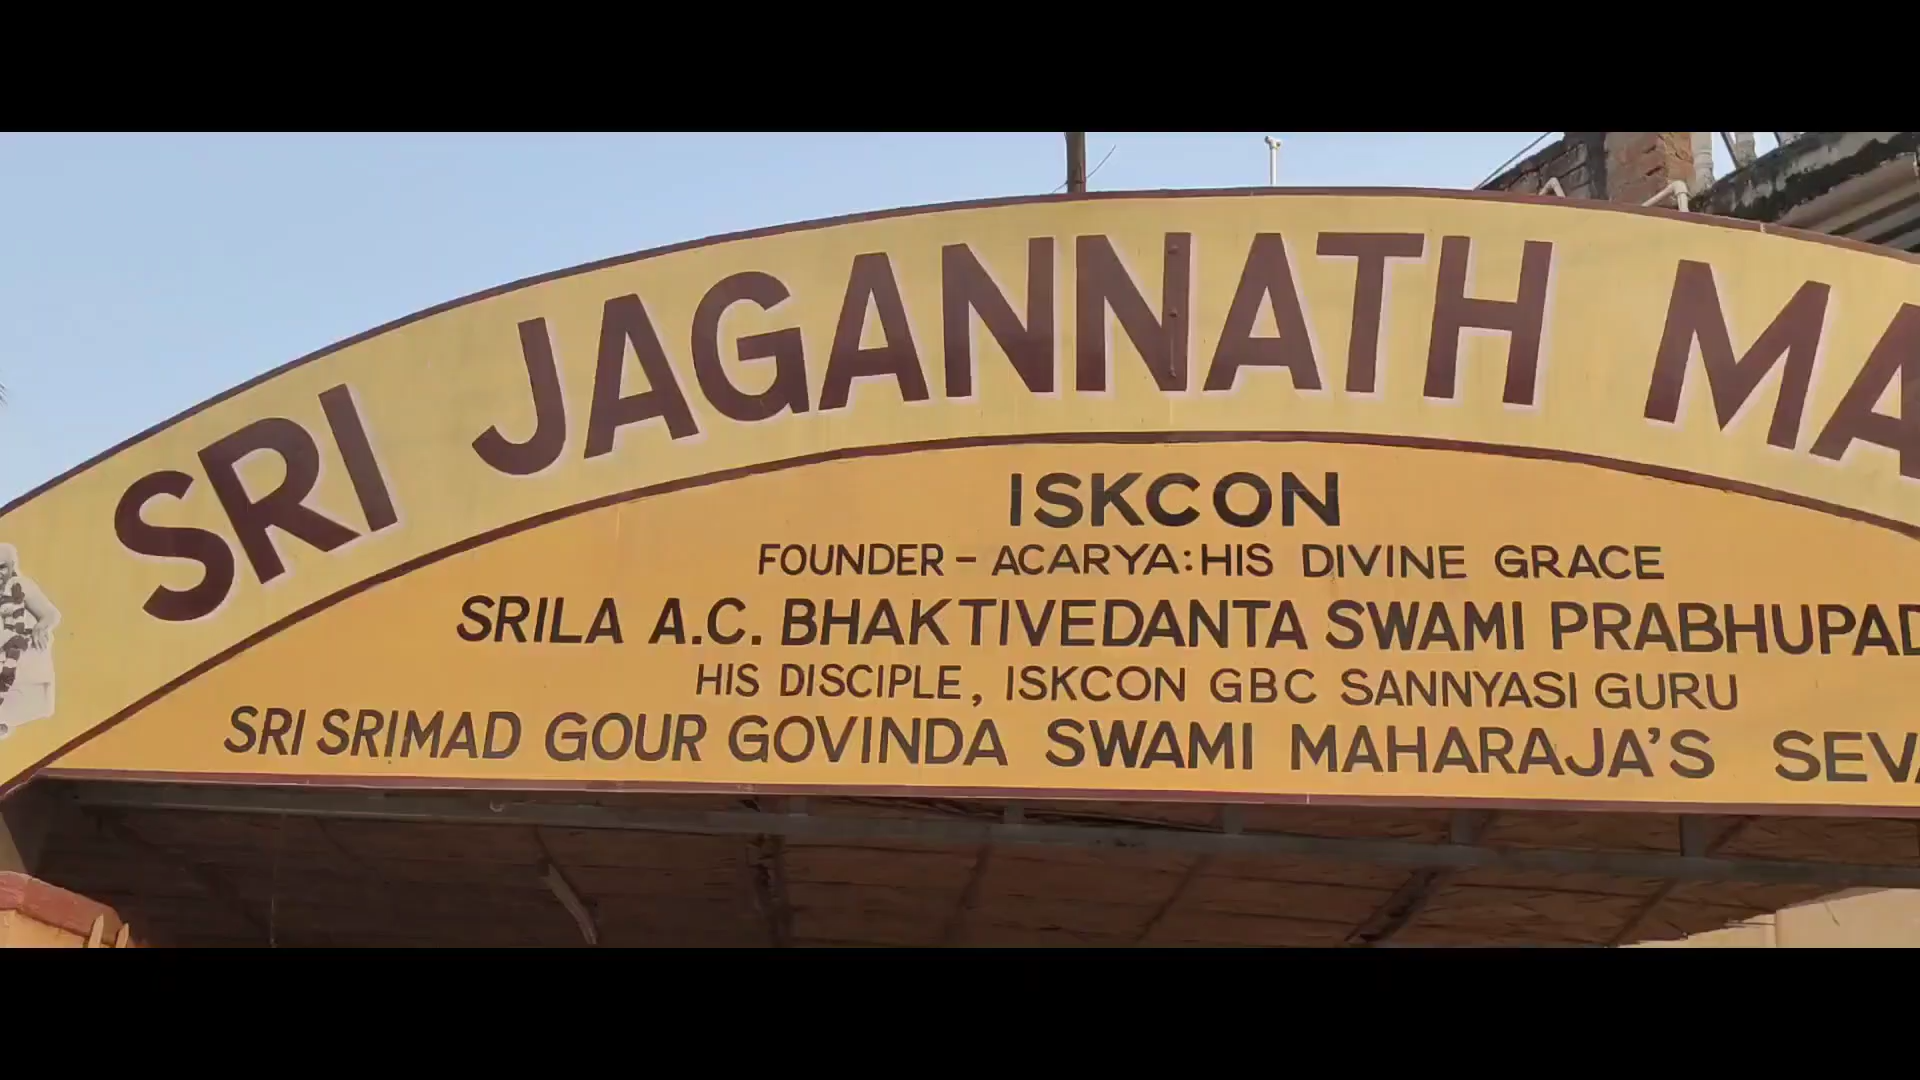 SRI JAGANNATH MA
ISKCON
FOUNDER - ACARYA: HIS DIVINE GRACE
SRILA A.C. BHAKTIVEDANTA SWAMI PRABHUPAD
HIS DISCIPLE, ISKCON GBC SANNYASI GURU
SRI SRIMAD GOUR GOVINDA SWAMI MAHARAJA'S SEVA